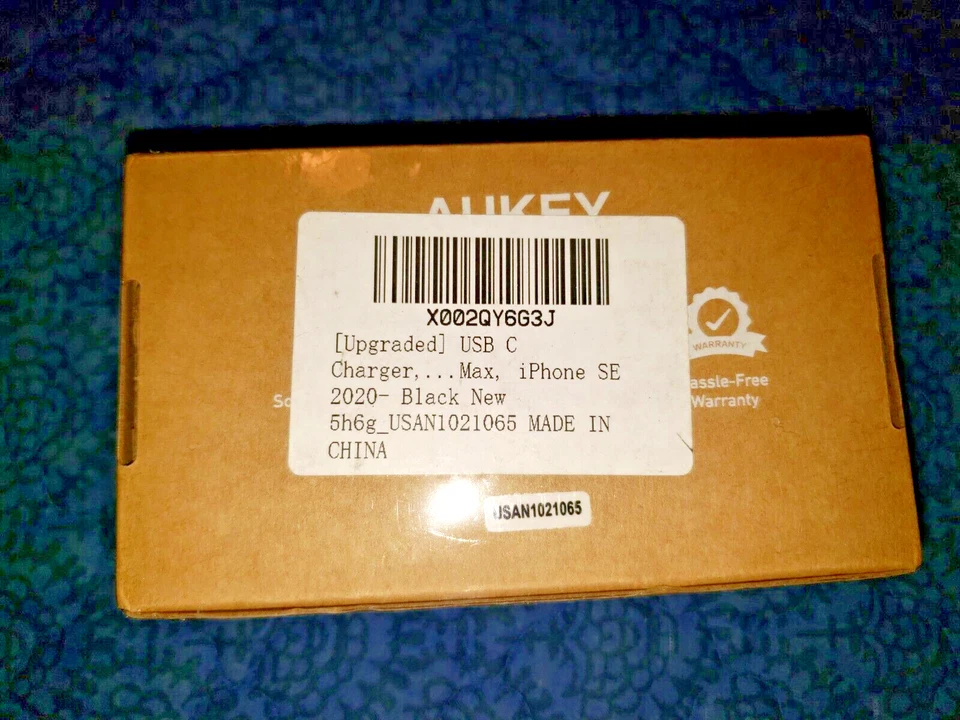 AUKEY
X002QY6G3J
[Upgraded] USB C
Charger,...Max, iPhone SE
2020- Black New
5h6g_USAN1021065 MADE IN
CHINA
WARRANTY
assle-Free
Warranty
USAN1021065